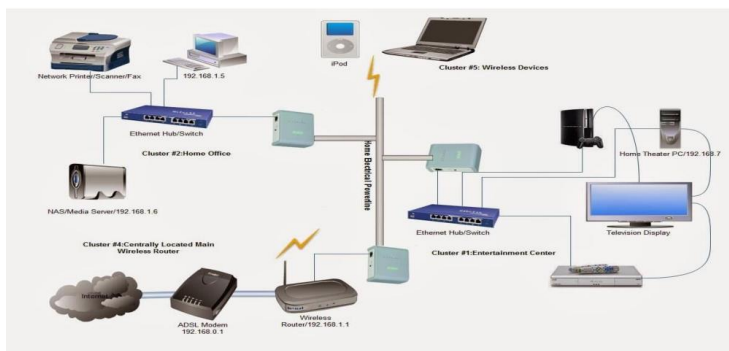 Network Printer/Scanner/Fax
192.168.1.5
iPod
Cluster #5: Wireless Devices
Ethernet Hub/Switch
Cluster #2:Home Office
Home Electrical Powerline
Home Theater PC/192.168.7
NAS/Media Server/192.168.1.6
Ethernet Hub/Switch
Television Display
Cluster #4:Centrally Located Main
Wireless Router
Cluster #1:Entertainment Center
Internet
ADSL Modem
192.168.0.1
Wireless
Router/192.168.1.1